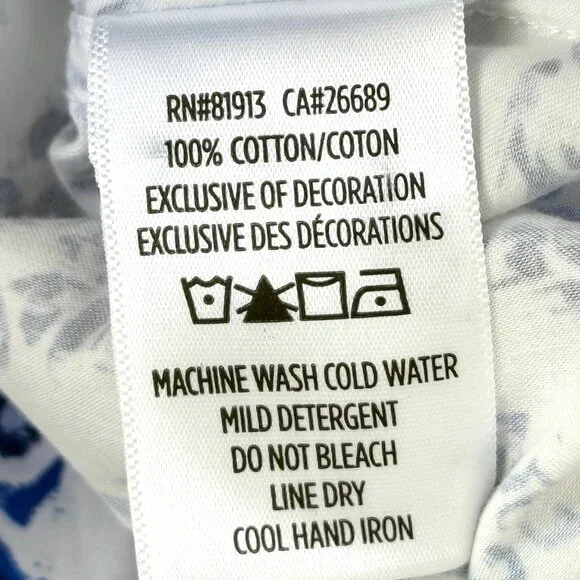 RN#81913 CA#26689
100% COTTON/COTON
EXCLUSIVE OF DECORATION
EXCLUSIVE DES DÉCORATIONS
MACHINE WASH COLD WATER
MILD DETERGENT
DO NOT BLEACH
LINE DRY
COOL HAND IRON